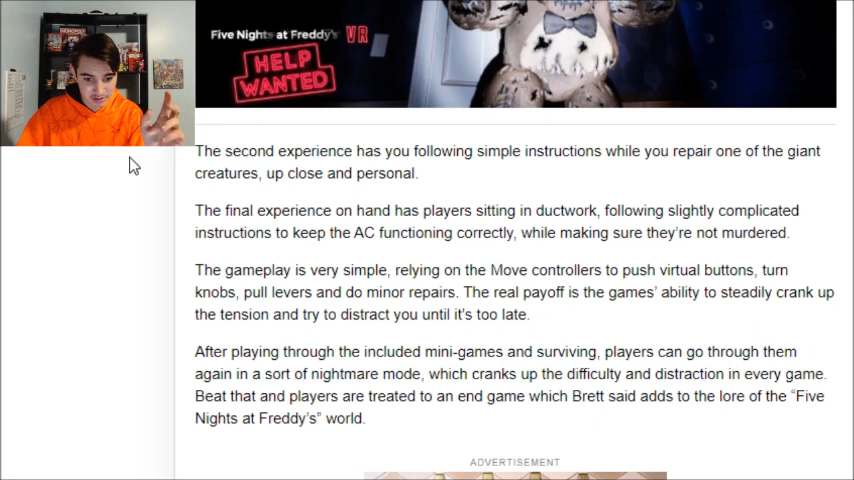 MONOPOLY
Five Nights at Freddy's VR
HELP
WANTED
The second experience has you following simple instructions while you repair one of the giant
creatures, up close and personal.
The final experience on hand has players sitting in ductwork, following slightly complicated
instructions to keep the AC functioning correctly, while making sure they're not murdered.
The gameplay is very simple, relying on the Move controllers to push virtual buttons, turn
knobs, pull levers and do minor repairs. The real payoff is the games' ability to steadily crank up
the tension and try to distract you until it's too late.
After playing through the included mini-games and surviving, players can go through them
again in a sort of nightmare mode, which cranks up the difficulty and distraction in every game.
Beat that and players are treated to an end game which Brett said adds to the lore of the “Five
Nights at Freddy's” world.
ADVERTISEMENT